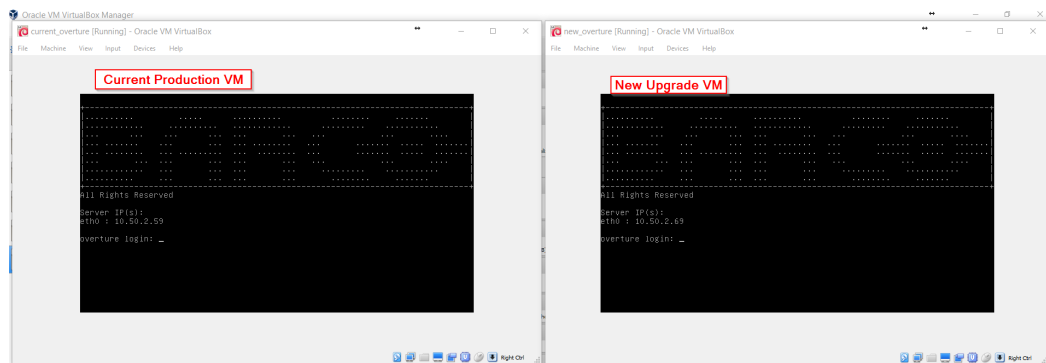 Oracle VM VirtualBox Manager
current_overture [Running] - Oracle VM VirtualBox
File Machine View Input Devices Help
Current Production VM
BARCO
All Rights Reserved
Server IP(s):
eth0 : 10.50.2.59
overture login: _
Right Ctrl
new_overture [Running] - Oracle VM VirtualBox
File Machine View Input Devices Help
New Upgrade VM
BARCO
All Rights Reserved
Server IP(s):
eth0 : 10.50.2.69
overture login: _
Right Ctrl